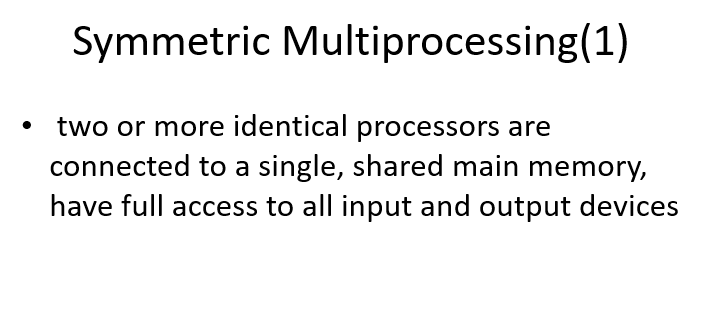 Symmetric Multiprocessing(1)
• two or more identical processors are
connected to a single, shared main memory,
have full access to all input and output devices